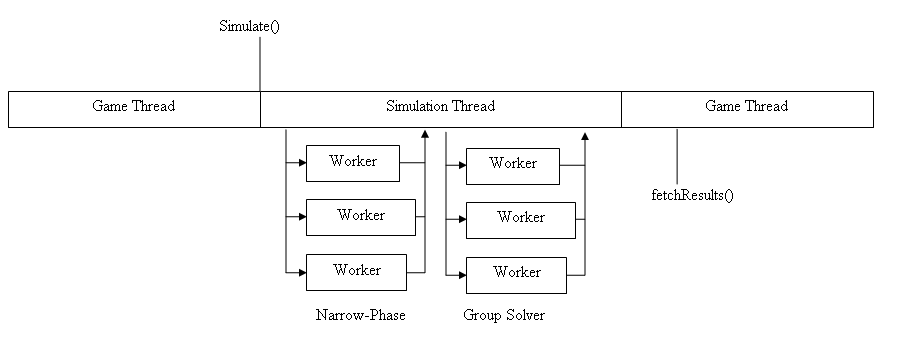 Simulate()
Game Thread
Simulation Thread
Game Thread
Worker
Worker
Worker
Worker
Worker
Worker
fetchResults()
Narrow-Phase
Group Solver